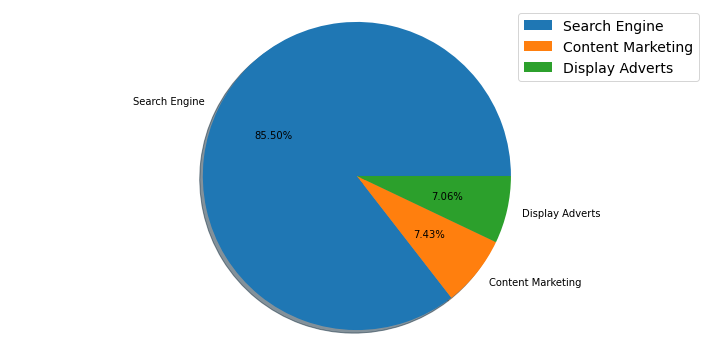 Search Engine
Content Marketing
Display Adverts
Search Engine
85.50%
7.06%
Display Adverts
7.43%
Content Marketing